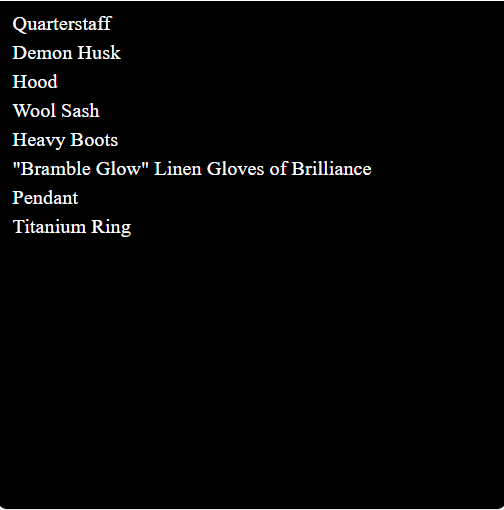 Quarterstaff
Demon Husk
Hood
Wool Sash
Heavy Boots
"Bramble Glow" Linen Gloves of Brilliance
Pendant
Titanium Ring